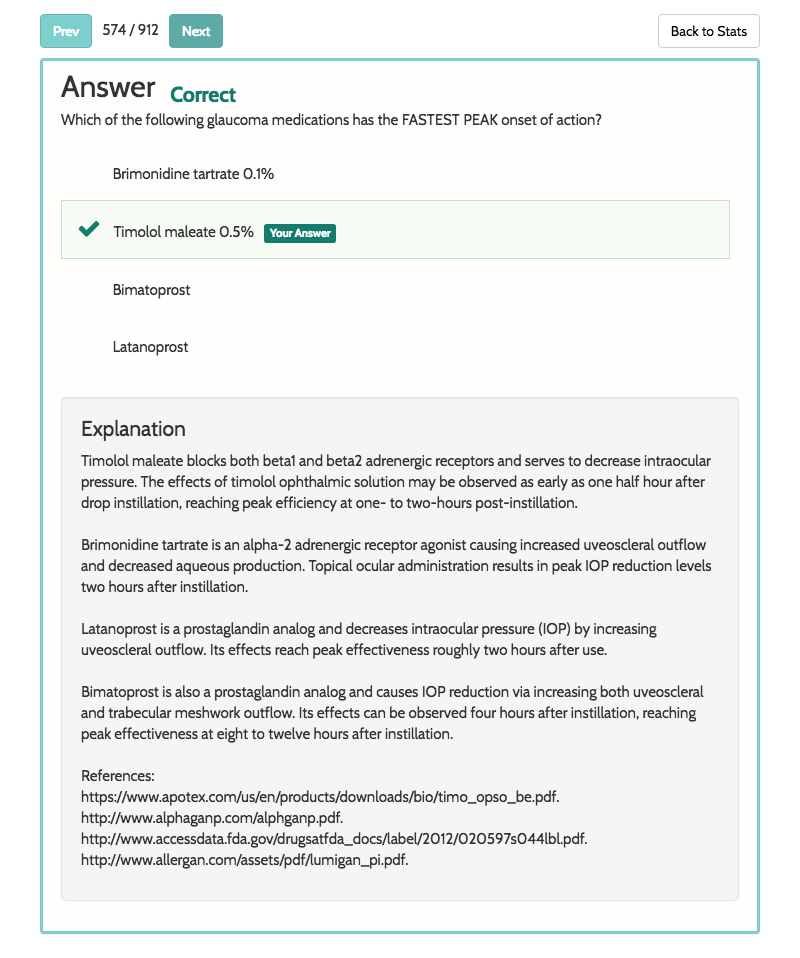 Prev 574 / 912 Next Back to Stats
Answer Correct
Which of the following glaucoma medications has the FASTEST PEAK onset of action?
Brimonidine tartrate 0.1%
Timolol maleate 0.5% Your Answer
Bimatoprost
Latanoprost
Explanation
Timolol maleate blocks both beta1 and beta2 adrenergic receptors and serves to decrease intraocular
pressure. The effects of timolol ophthalmic solution may be observed as early as one half hour after
drop instillation, reaching peak efficiency at one- to two-hours post-instillation.
Brimonidine tartrate is an alpha-2 adrenergic receptor agonist causing increased uveoscleral outflow
and decreased aqueous production. Topical ocular administration results in peak IOP reduction levels
two hours after instillation.
Latanoprost is a prostaglandin analog and decreases intraocular pressure (IOP) by increasing
uveoscleral outflow. Its effects reach peak effectiveness roughly two hours after use.
Bimatoprost is also a prostaglandin analog and causes IOP reduction via increasing both uveoscleral
and trabecular meshwork outflow. Its effects can be observed four hours after instillation, reaching
peak effectiveness at eight to twelve hours after instillation.
References:
https://www.apotex.com/us/en/products/downloads/bio/timo_opso_be.pdf.
http://www.alphaganp.com/alphganp.pdf.
http://www.accessdata.fda.gov/drugsatfda_docs/label/2012/020597s044lbl.pdf.
http://www.allergan.com/assets/pdf/lumigan_pi.pdf.